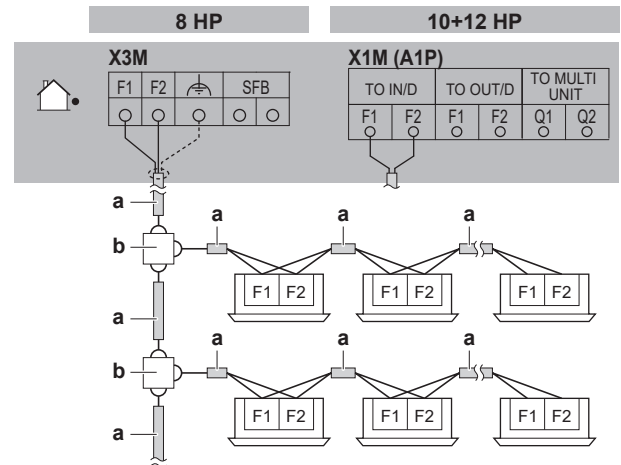 8 HP
10+12 HP
X3M
X1M (A1P)
F1 F2 SFB
TO IN/D TO OUT/D TO MULTI UNIT
F1 F2 F1 F2 Q1 Q2
a
a a a
b
F1 F2 F1 F2 F1 F2
a
a a a
b
F1 F2 F1 F2 F1 F2
a